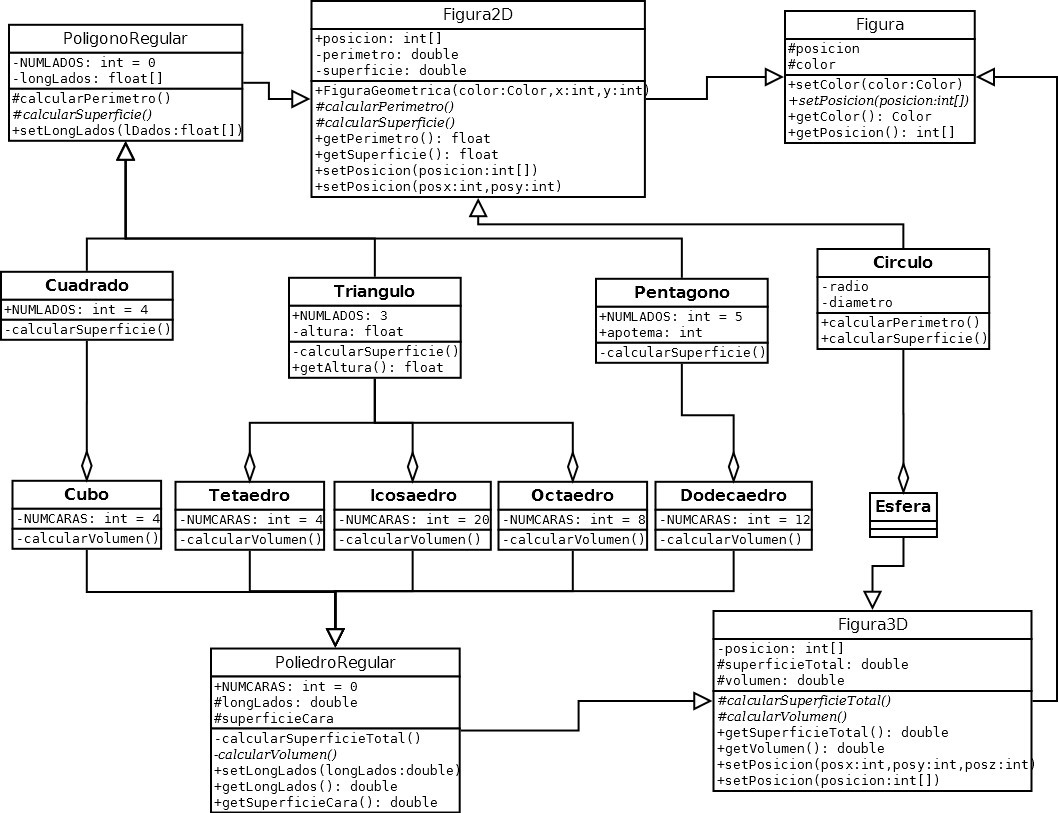 PoligonoRegular
-NUMLADOS: int = 0
-longLados: float[]
#calcularPerimetro()
#calcularSuperficie()
+setLongLados(lDados:float[])
Figura2D
+posicion: int[]
-perimetro: double
-superficie: double
+FiguraGeometrica(color:Color,x:int,y:int)
#calcularPerimetro()
#calcularSuperficie()
+getPerimetro(): float
+getSuperficie(): float
+setPosicion(posicion:int[])
+setPosicion(posx:int,posy:int)
Figura
#posicion
#color
+setColor(color:Color)
+setPosicion(posicion:int[])
+getColor(): Color
+getPosicion(): int[]
Cuadrado
+NUMLADOS: int = 4
-calcularSuperficie()
Triangulo
+NUMLADOS: 3
-altura: float
-calcularSuperficie()
+getAltura(): float
Pentagono
+NUMLADOS: int = 5
+apotema: int
-calcularSuperficie()
Circulo
-radio
-diametro
+calcularPerimetro()
+calcularSuperficie()
Cubo
-NUMCARAS: int = 4
-calcularVolumen()
Tetaedro
-NUMCARAS: int = 4
-calcularVolumen()
Icosaedro
-NUMCARAS: int = 20
-calcularVolumen()
Octaedro
-NUMCARAS: int = 8
-calcularVolumen()
Dodecaedro
-NUMCARAS: int = 12
-calcularVolumen()
Esfera
PoliedroRegular
+NUMCARAS: int = 0
#longLados: double
#superficieCara
-calcularSuperficieTotal()
-calcularVolumen()
+setLongLados(longLados:double)
+getLongLados(): double
+getSuperficieCara(): double
Figura3D
-posicion: int[]
#superficieTotal: double
#volumen: double
#calcularSuperficieTotal()
#calcularVolumen()
+getSuperficieTotal(): double
+getVolumen(): double
+setPosicion(posx:int,posy:int,posz:int)
+setPosicion(posicion:int[])